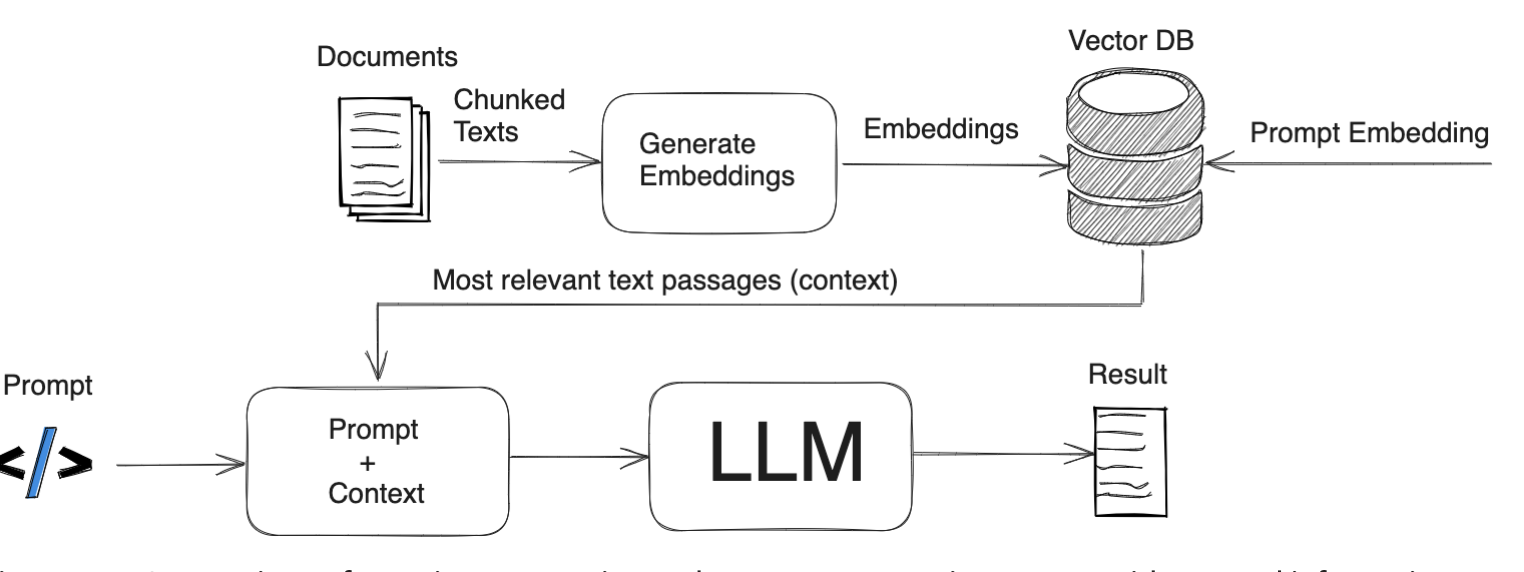 Documents
Chunked
Texts
Generate
Embeddings
Embeddings
Vector DB
Prompt Embedding
Most relevant text passages (context)
Prompt
</>
Prompt
+
Context
LLM
Result